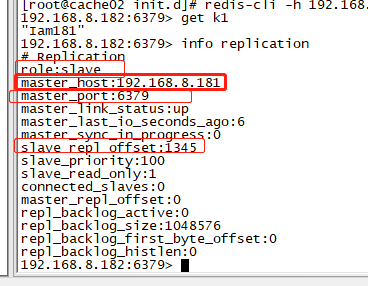 [root@cache02 init.d]# redis-cli -h 192.168.8
192.168.8.182:6379> get k1
"Iam181"
192.168.8.182:6379> info replication
# Replication
role:slave
master_host:192.168.8.181
master_port:6379
master_link_status:up
master_last_io_seconds_ago:6
master_sync_in_progress:0
slave_repl_offset:1345
slave_priority:100
slave_read_only:1
connected_slaves:0
master_repl_offset:0
repl_backlog_active:0
repl_backlog_size:1048576
repl_backlog_first_byte_offset:0
repl_backlog_histlen:0
192.168.8.182:6379>